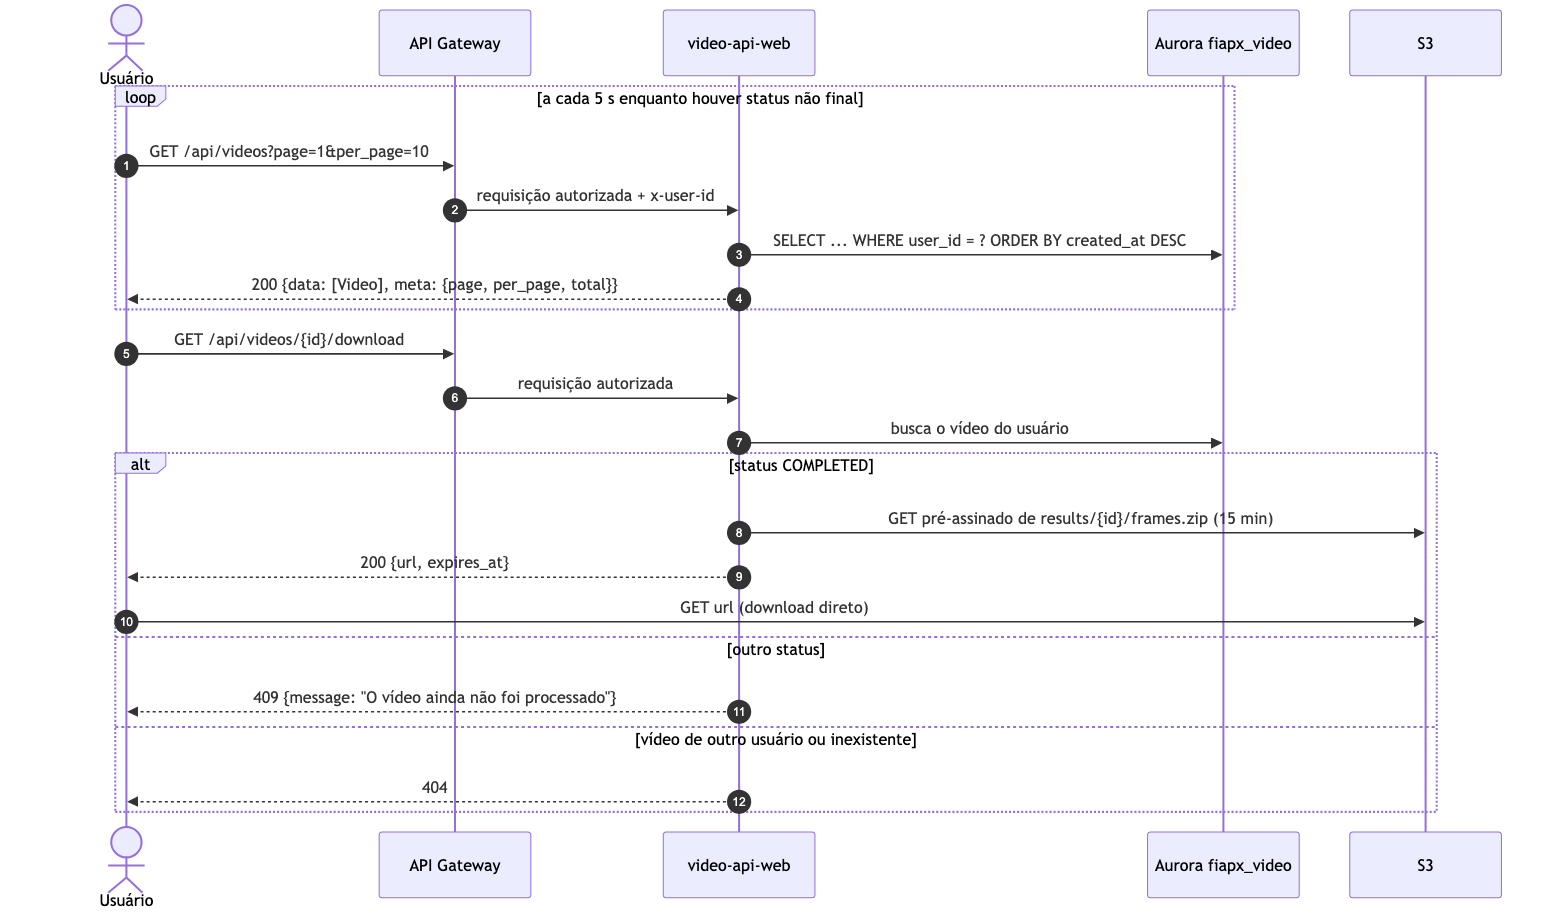 Usuário
API Gateway
video-api-web
Aurora fiapx_video
S3
loop
[a cada 5 s enquanto houver status não final]
1
GET /api/videos?page=1&per_page=10
2
requisição autorizada + x-user-id
3
SELECT ... WHERE user_id = ? ORDER BY created_at DESC
200 {data: [Video], meta: {page, per_page, total}}
4
5
GET /api/videos/{id}/download
6
requisição autorizada
7
busca o vídeo do usuário
alt
[status COMPLETED]
8
GET pré-assinado de results/{id}/frames.zip (15 min)
200 {url, expires_at}
9
10
GET url (download direto)
[outro status]
409 {message: "O vídeo ainda não foi processado"}
11
[vídeo de outro usuário ou inexistente]
404
12
Usuário
API Gateway
video-api-web
Aurora fiapx_video
S3